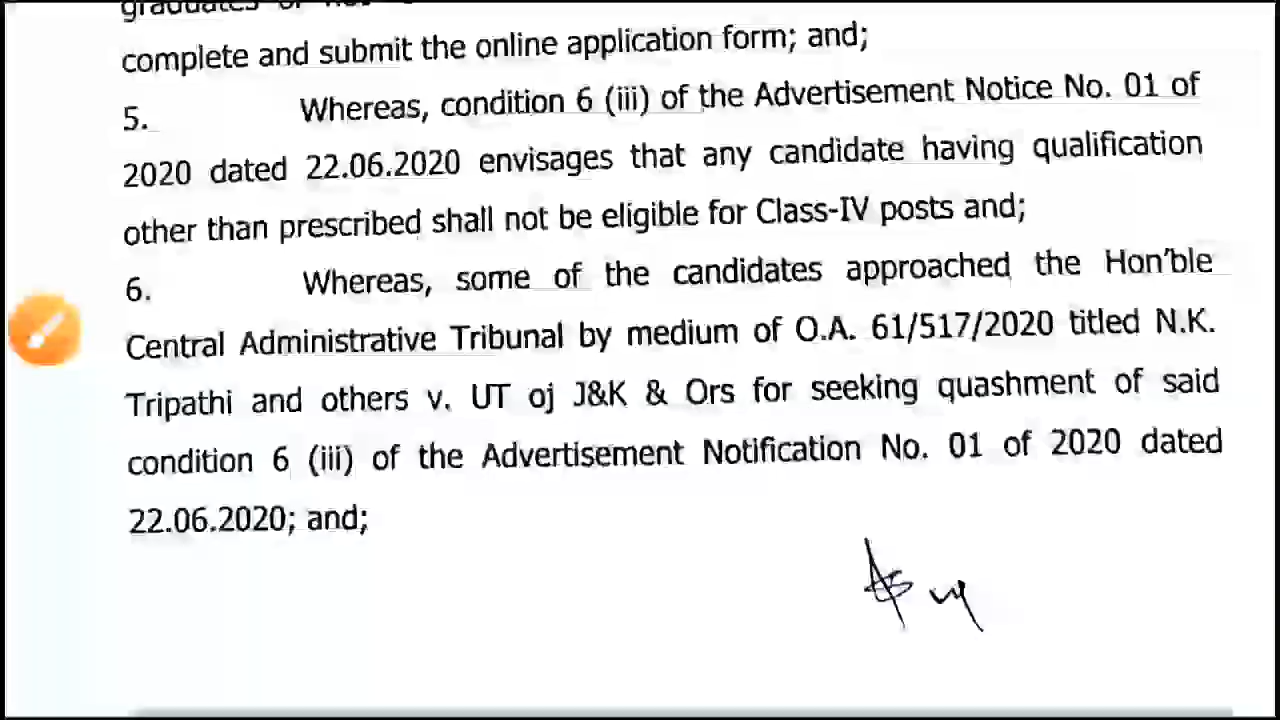 complete and submit the online application form; and;
5. Whereas, condition 6 (iii) of the Advertisement Notice No. 01 of
2020 dated 22.06.2020 envisages that any candidate having qualification
other than prescribed shall not be eligible for Class-IV posts and;
6. Whereas, some of the candidates approached the Hon'ble
Central Administrative Tribunal by medium of O.A. 61/517/2020 titled N.K.
Tripathi and others v. UT oj J&K & Ors for seeking quashment of said
condition 6 (iii) of the Advertisement Notification No. 01 of 2020 dated
22.06.2020; and;